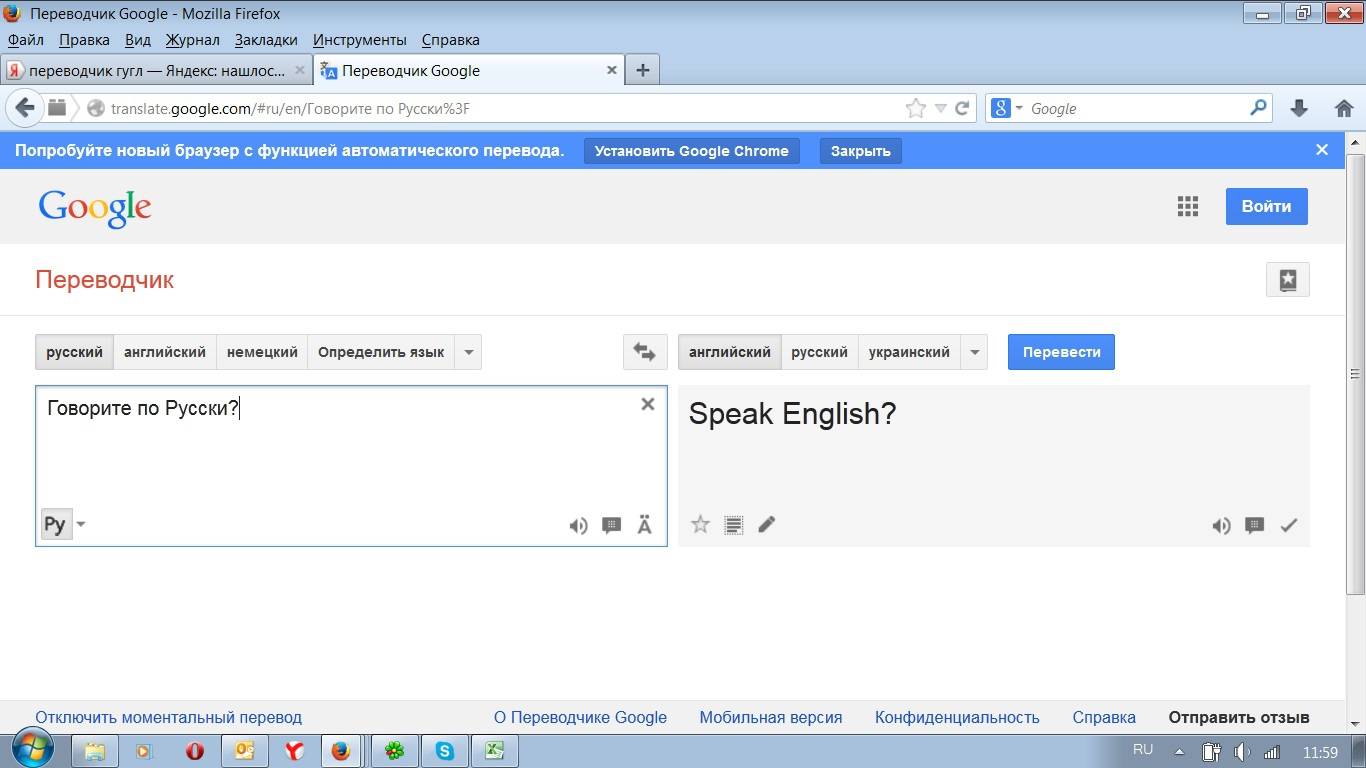 Переводчик Google - Mozilla Firefox
Файл Правка Вид Журнал Закладки Инструменты Справка
переводчик гугл — Яндекс: нашлос... Переводчик Google
translate.google.com/#ru/en/Говорите по Русски%3F Google
Попробуйте новый браузер с функцией автоматического перевода. Установить Google Chrome Закрыть
Google Войти
Переводчик
русский английский немецкий Определить язык английский русский украинский Перевести
Говорите по Русски? Speak English?
Ру Ä
Отключить моментальный перевод О Переводчике Google Мобильная версия Конфиденциальность Справка Отправить отзыв
RU 11:59